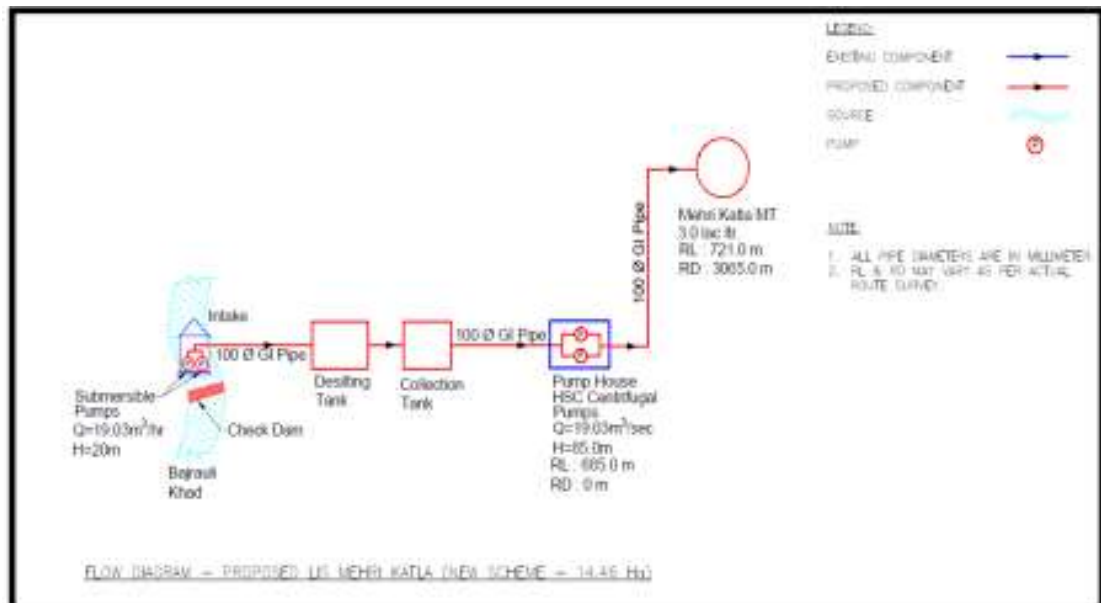 LEGEND:
EXISTING COMPONENT
PROPOSED COMPONENT
SOURCE
PUMP
NOTE:
1. ALL PIPE DIAMETERS ARE IN MILLIMETER
2. RL & RD MAY VARY AS PER ACTUAL
ROUTE SURVEY.
Mehri Katla MT
3.0 lac ltr
RL : 721.0 m
RD : 3065.0 m
100 Ø GI Pipe
Intake
100 Ø GI Pipe
100 Ø GI Pipe
Desilting
Tank
Collection
Tank
Pump House
HSC Centrifugal
Pumps
Q=19.03m³/sec
H=85.0m
RL : 685.0 m
RD : 0 m
Submersible
Pumps
Q=19.03m³/hr
H=20m
Check Dam
Bajrauli
Khad
FLOW DIAGRAM - PROPOSED LIS MEHRI KATLA (NEW SCHEME - 14.46 Ha)